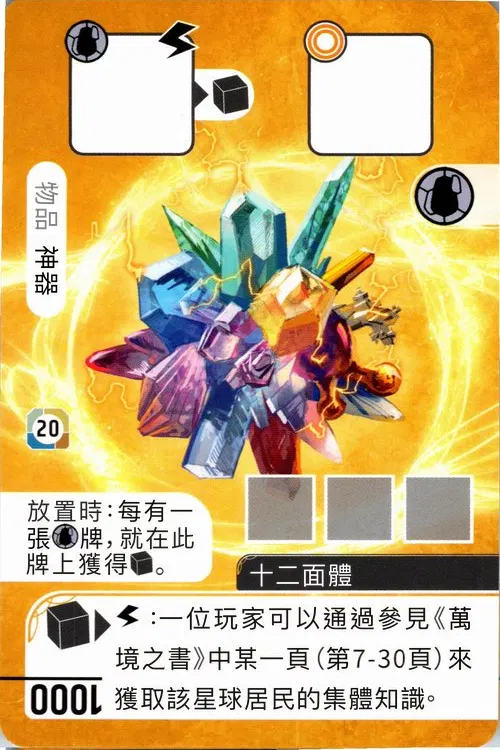 物品 神器
20
放置時：每有一
張牌，就在此
牌上獲得。
十二面體
：一位玩家可以通過參見《萬
境之書》中某一頁（第7-30頁）來
獲取該星球居民的集體知識。
1000